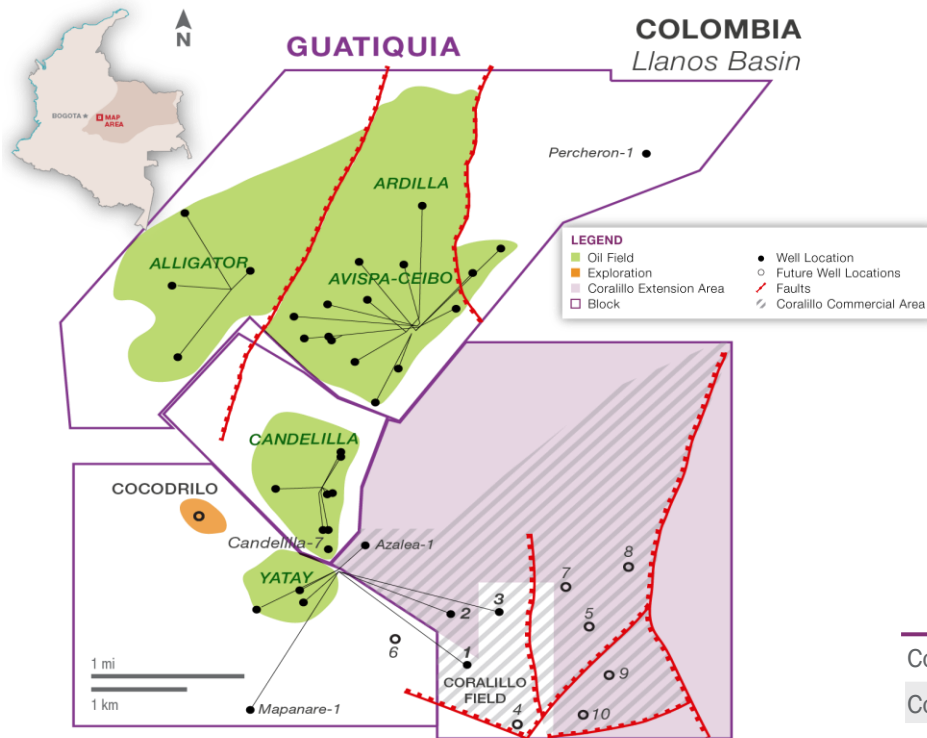 N
GUATIQUIA
COLOMBIA
Llanos Basin
BOGOTA
MAP
AREA
Percheron-1
ARDILLA
ALLIGATOR
AVISPA-CEIBO
LEGEND
Oil Field
Exploration
Coralillo Extension Area
Block
Well Location
Future Well Locations
Faults
Coralillo Commercial Area
CANDELILLA
COCODRILO
Candelilla-7
Azalea-1
YATAY
8
7
3
2
5
6
1
9
CORALILLO
FIELD
4
10
1 mi
1 km
Mapanare-1
Co
Co